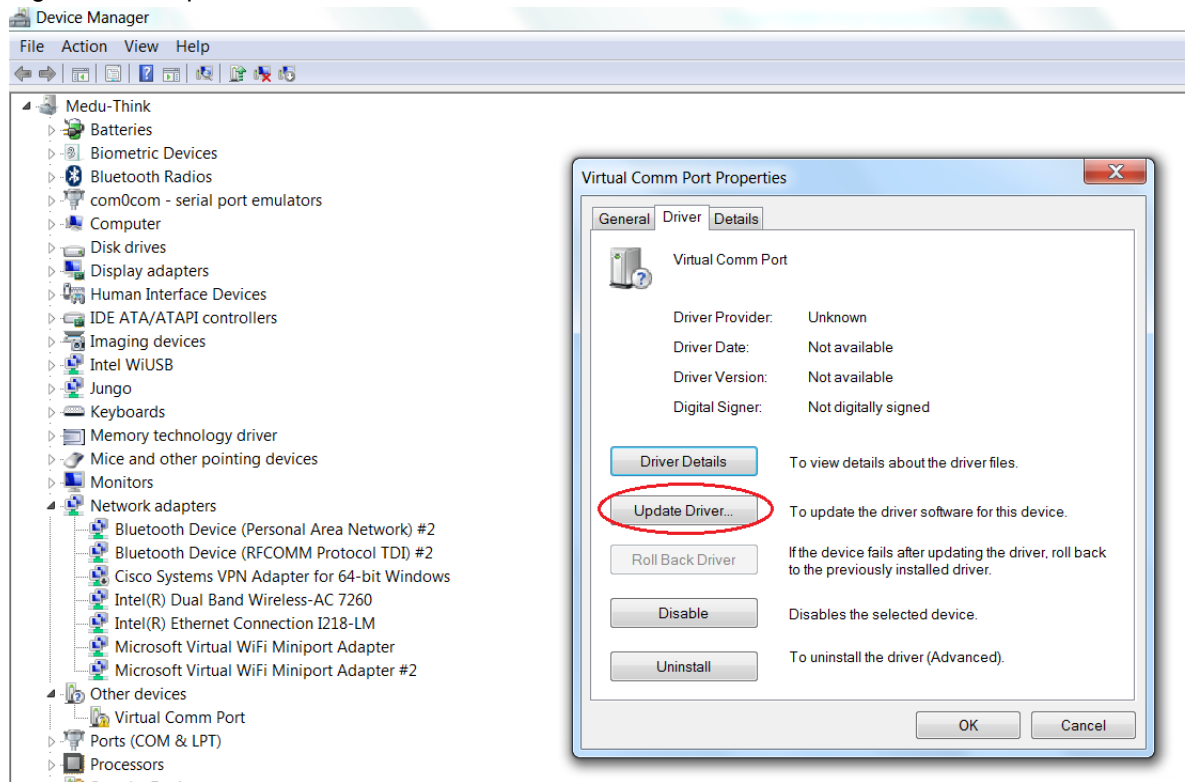 Device Manager
File Action View Help
Medu-Think
Batteries
Biometric Devices
Bluetooth Radios
com0com - serial port emulators
Computer
Disk drives
Display adapters
Human Interface Devices
IDE ATA/ATAPI controllers
Imaging devices
Intel WiUSB
Jungo
Keyboards
Memory technology driver
Mice and other pointing devices
Monitors
Network adapters
Bluetooth Device (Personal Area Network) #2
Bluetooth Device (RFCOMM Protocol TDI) #2
Cisco Systems VPN Adapter for 64-bit Windows
Intel(R) Dual Band Wireless-AC 7260
Intel(R) Ethernet Connection I218-LM
Microsoft Virtual WiFi Miniport Adapter
Microsoft Virtual WiFi Miniport Adapter #2
Other devices
Virtual Comm Port
Ports (COM & LPT)
Processors
Virtual Comm Port Properties
X
General Driver Details
Virtual Comm Port
Driver Provider: Unknown
Driver Date: Not available
Driver Version: Not available
Digital Signer: Not digitally signed
Driver Details To view details about the driver files.
Update Driver... To update the driver software for this device.
Roll Back Driver If the device fails after updating the driver, roll back
to the previously installed driver.
Disable Disables the selected device.
Uninstall To uninstall the driver (Advanced).
OK Cancel